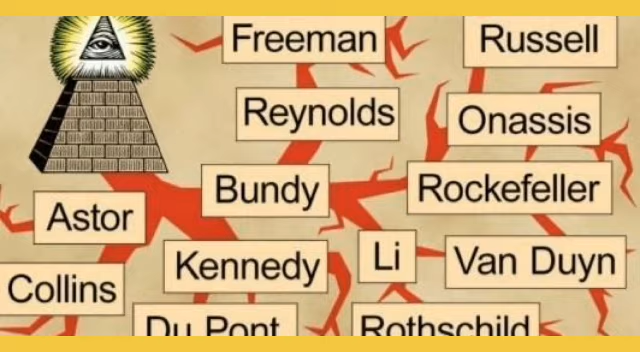 Freeman
Russell
Reynolds
Onassis
Bundy
Rockefeller
Astor
Kennedy
Li
Van Duyn
Collins
Du Pont
Rothschild